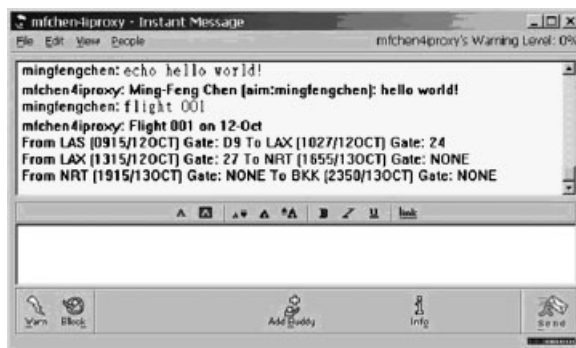 mfchen4iproxy - Instant Message
File Edit View People mfchen4iproxy's Warning Level: 0%
mingfengchen: echo hello world!
mfchen4iproxy: Ming-Feng Chen (aim:mingfengchen): hello world!
mingfengchen: flight 001
mfchen4iproxy: Flight 001 on 12-Oct
From LAS (0915/12OCT) Gate: D9 To LAX (1027/12OCT) Gate: 24
From LAX (1315/12OCT) Gate: 27 To NRT (1655/13OCT) Gate: NONE
From NRT (1915/13OCT) Gate: NONE To BKK (2350/13OCT) Gate: NONE
A A A A A B I U link
Warn Block Add Buddy Info Send